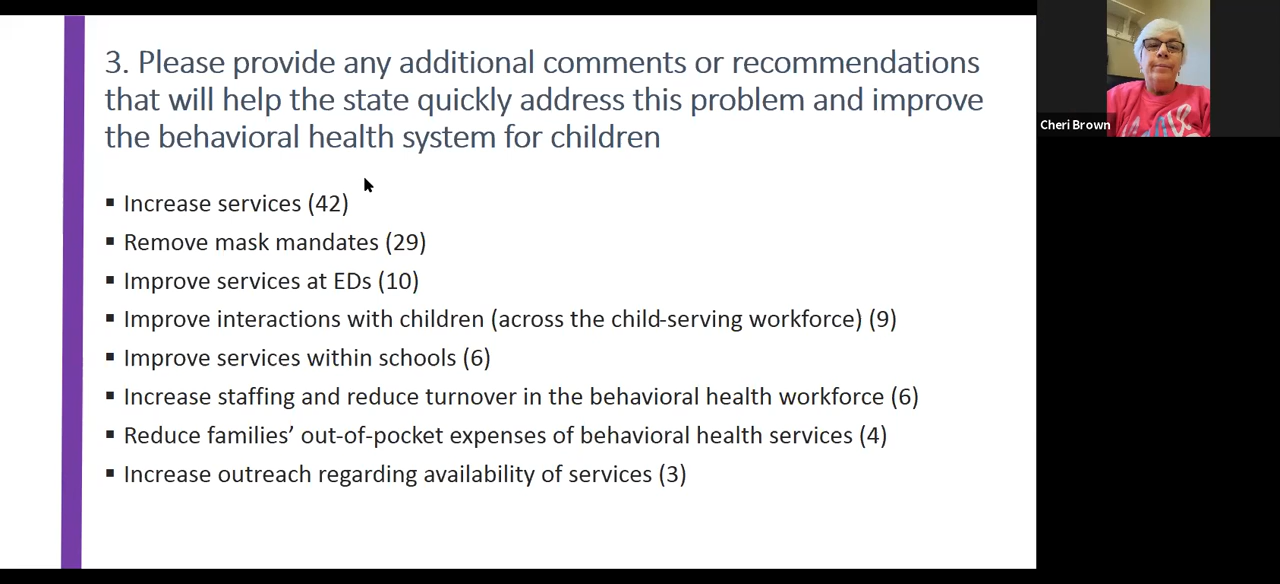 3. Please provide any additional comments or recommendations
that will help the state quickly address this problem and improve
the behavioral health system for children
▪ Increase services (42)
▪ Remove mask mandates (29)
▪ Improve services at EDs (10)
▪ Improve interactions with children (across the child-serving workforce) (9)
▪ Improve services within schools (6)
▪ Increase staffing and reduce turnover in the behavioral health workforce (6)
▪ Reduce families’ out-of-pocket expenses of behavioral health services (4)
▪ Increase outreach regarding availability of services (3)
Cheri Brown